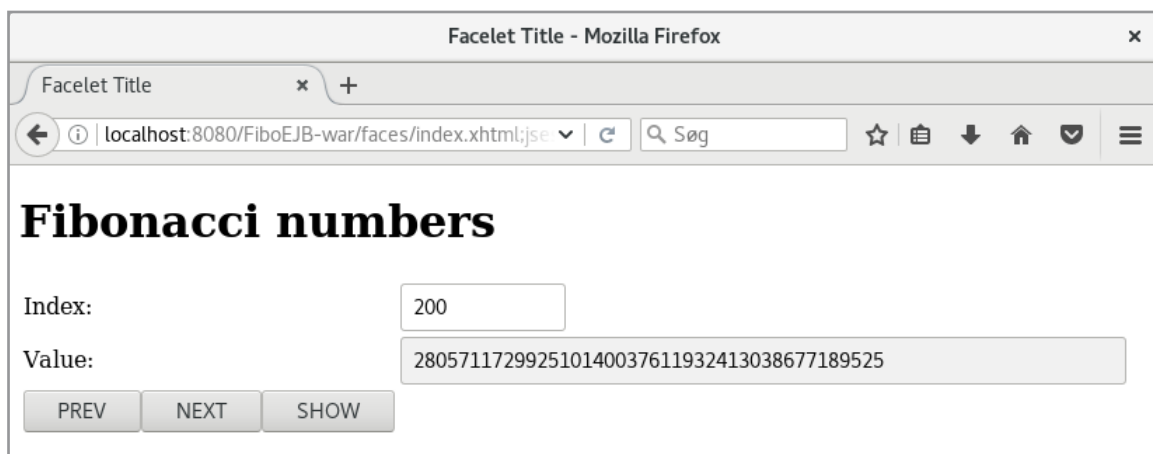 Facelet Title - Mozilla Firefox ×
Facelet Title × +
localhost:8080/FiboEJB-war/faces/index.xhtml;jse Søg
Fibonacci numbers
Index: 200
Value: 280571172992510140037611932413038677189525
PREV NEXT SHOW